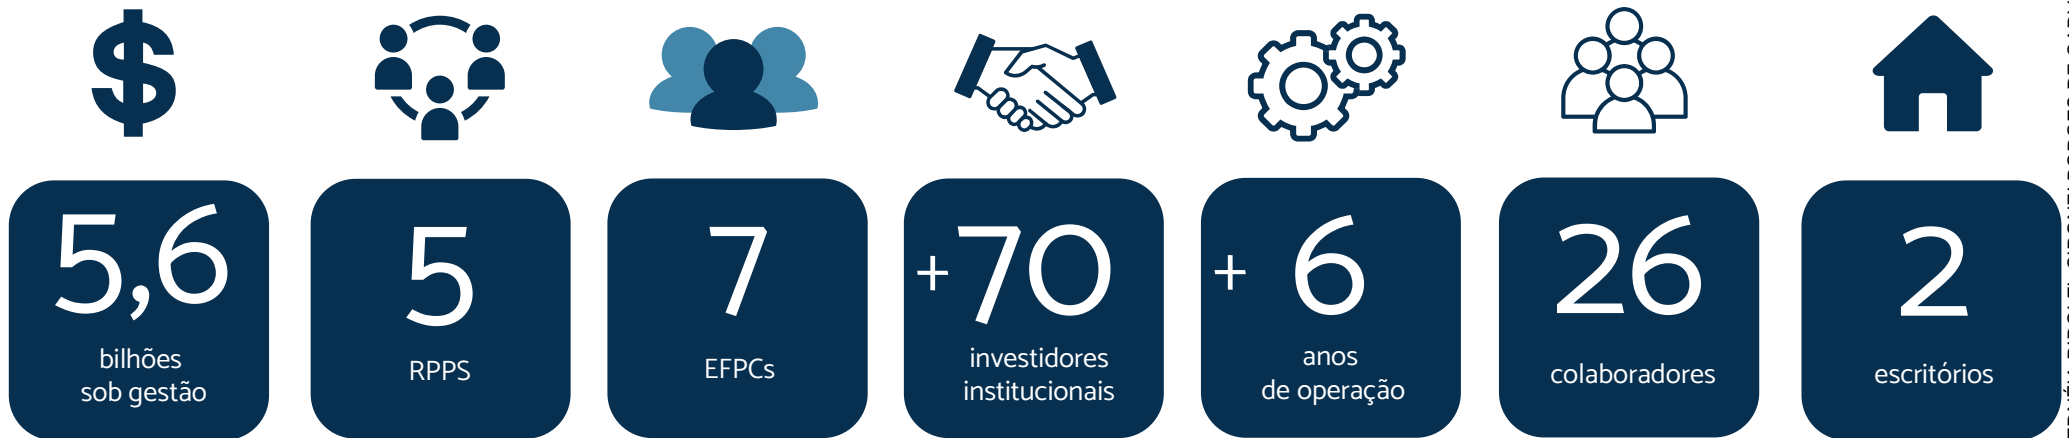 5,6
bilhões
sob gestão
5
RPPS
7
EFPCs
+70
investidores
institucionais
+ 6
anos
de operação
26
colaboradores
2
escritórios